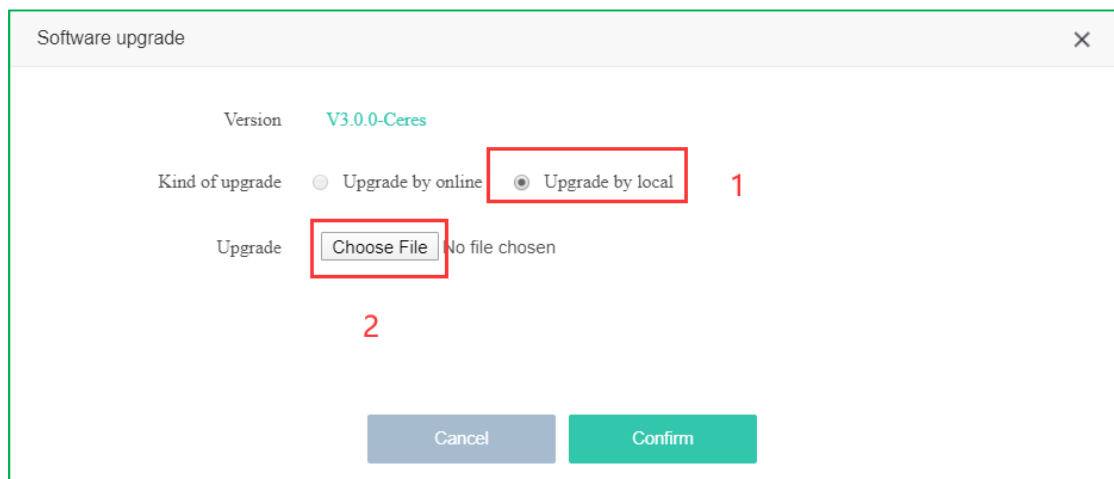 Software upgrade
Version V3.0.0-Ceres
Kind of upgrade Upgrade by online Upgrade by local 1
Upgrade Choose File No file chosen
2
Cancel Confirm